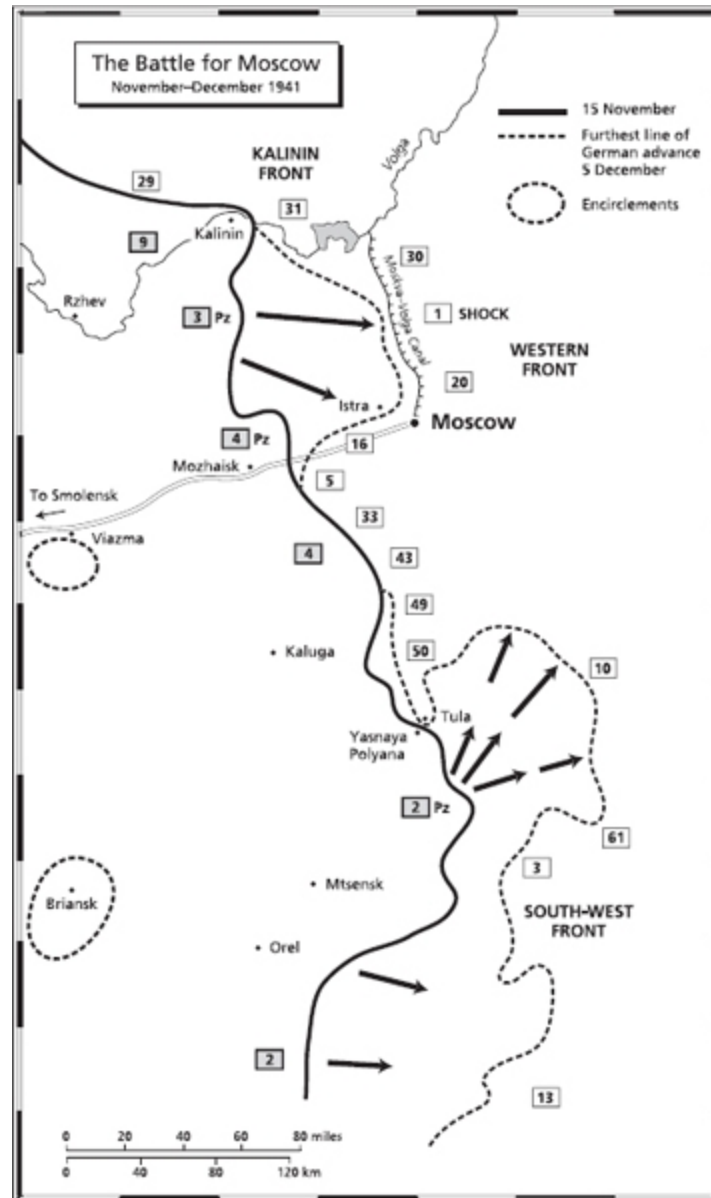 The Battle for Moscow
November–December 1941
15 November
Furthest line of
German advance
5 December
Encirclements
KALININ
FRONT
Volga
29
31
9
Kalinin
30
Moskva–Volga Canal
Rzhev
3 Pz
1 SHOCK
WESTERN
FRONT
20
Istra
Moscow
4 Pz
16
Mozhaisk
5
To Smolensk
33
Viazma
4
43
49
Kaluga
50
10
Tula
Yasnaya
Polyana
2 Pz
61
3
Mtsensk
Briansk
SOUTH–WEST
FRONT
Orel
2
13
0 20 40 60 80 miles
0 40 80 120 km